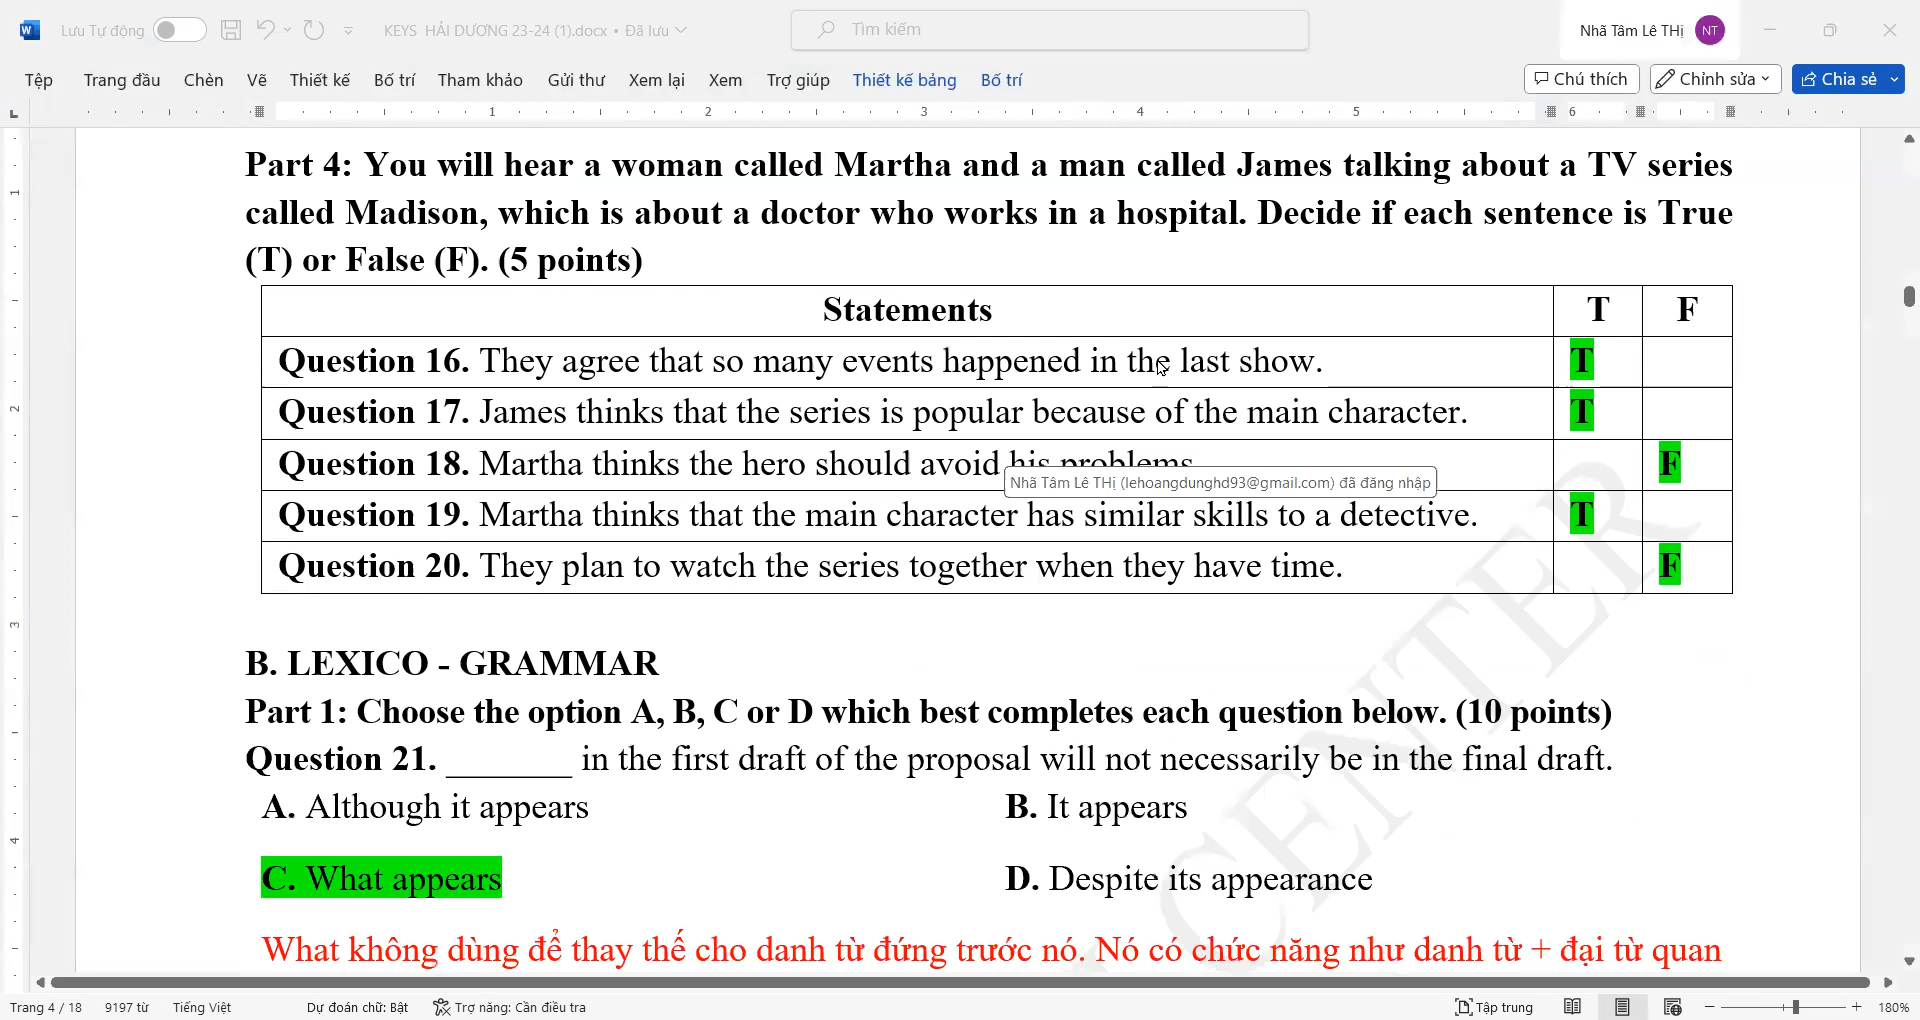 Lưu Tự động
KEYS HẢI DƯƠNG 23-24 (1).docx • Đã lưu
Tìm kiếm
Nhã Tâm Lê THị NT
Tệp Trang đầu Chèn Vẽ Thiết kế Bố trí Tham khảo Gửi thư Xem lại Xem Trợ giúp Thiết kế bảng Bố trí
Chú thích Chỉnh sửa Chia sẻ
1 2 3 4 5 6
Part 4: You will hear a woman called Martha and a man called James talking about a TV series
called Madison, which is about a doctor who works in a hospital. Decide if each sentence is True
(T) or False (F). (5 points)
Statements T F
Question 16. They agree that so many events happened in the last show. T
Question 17. James thinks that the series is popular because of the main character. T
Question 18. Martha thinks the hero should avoid his problems F
Nhã Tâm Lê THị (lehoangdunghd93@gmail.com) đã đăng nhập
Question 19. Martha thinks that the main character has similar skills to a detective. T
Question 20. They plan to watch the series together when they have time. F
B. LEXICO - GRAMMAR
Part 1: Choose the option A, B, C or D which best completes each question below. (10 points)
Question 21. _______ in the first draft of the proposal will not necessarily be in the final draft.
A. Although it appears B. It appears
C. What appears D. Despite its appearance
What không dùng để thay thế cho danh từ đứng trước nó. Nó có chức năng như danh từ + đại từ quan
CENTER
1
2
3
4
Trang 4 / 18 9197 từ Tiếng Việt Dự đoán chữ: Bật Trợ năng: Cần điều tra Tập trung 180%